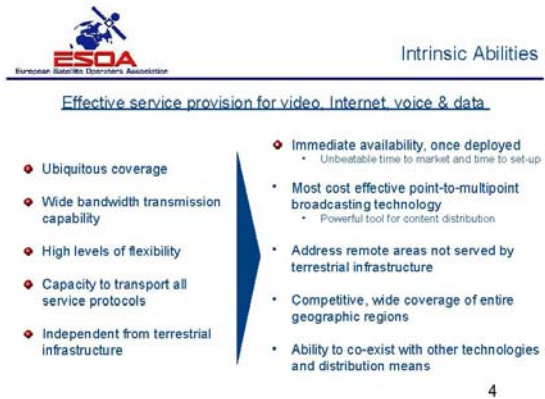 ESOA
European Satellite Operators Association
Intrinsic Abilities
Effective service provision for video, Internet, voice & data
Ubiquitous coverage
Wide bandwidth transmission
capability
High levels of flexibility
Capacity to transport all
service protocols
Independent from terrestrial
infrastructure
Immediate availability, once deployed
Unbeatable time to market and time to set-up
Most cost effective point-to-multipoint
broadcasting technology
Powerful tool for content distribution
Address remote areas not served by
terrestrial infrastructure
Competitive, wide coverage of entire
geographic regions
Ability to co-exist with other technologies
and distribution means
4